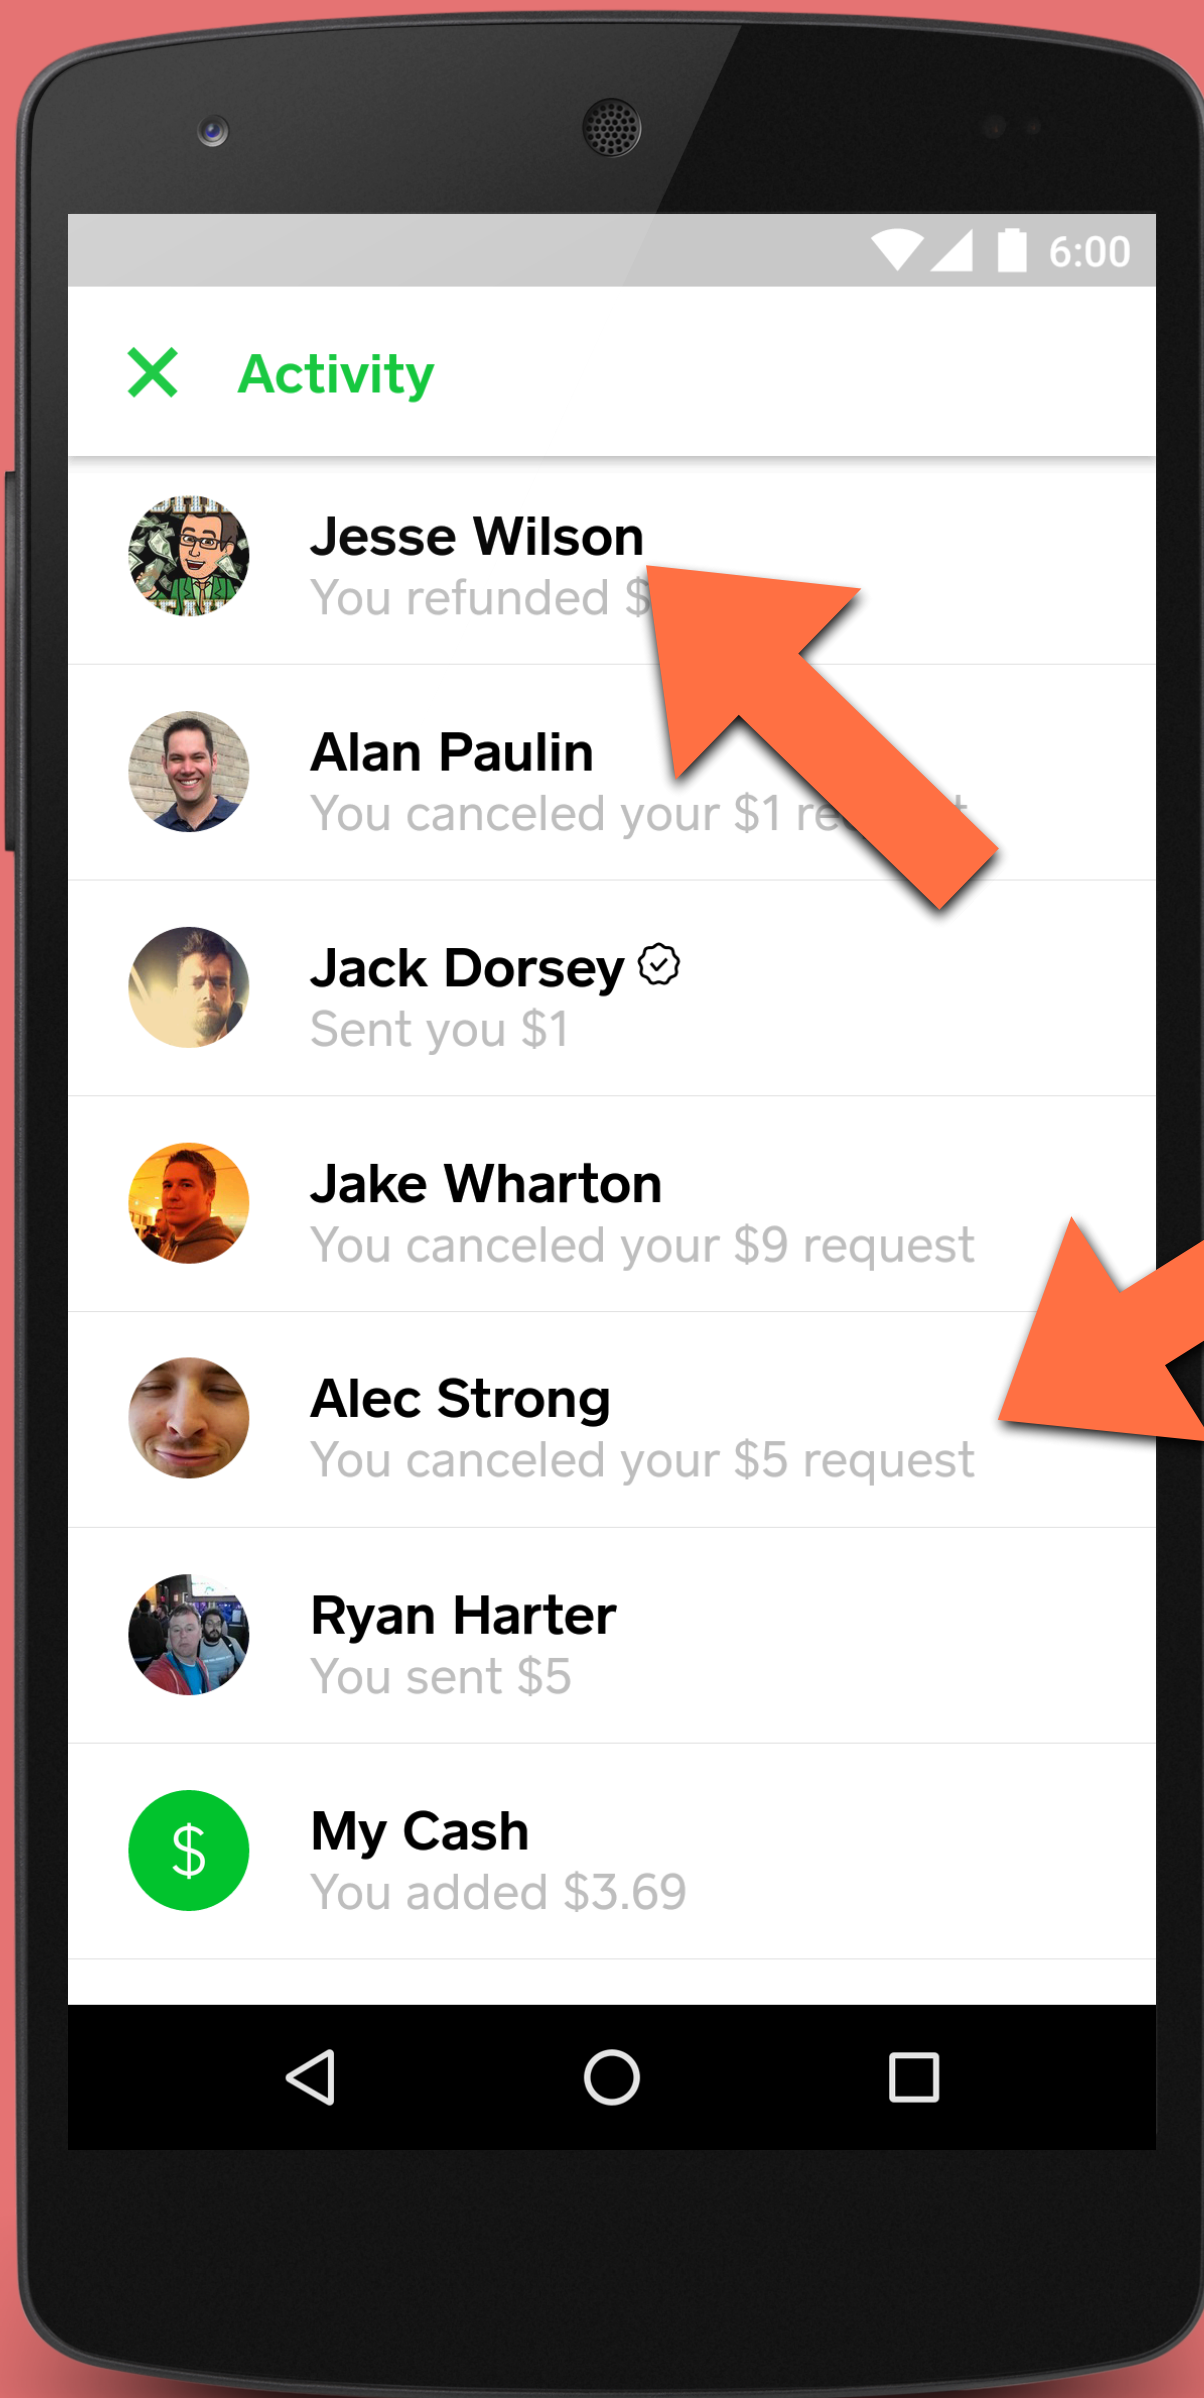 6:00
Activity
Jesse Wilson
You refunded $
Alan Paulin
You canceled your $1
Jack Dorsey
Sent you $1
Jake Wharton
You canceled your $9 request
Alec Strong
You canceled your $5 request
Ryan Harter
You sent $5
$
My Cash
You added $3.69